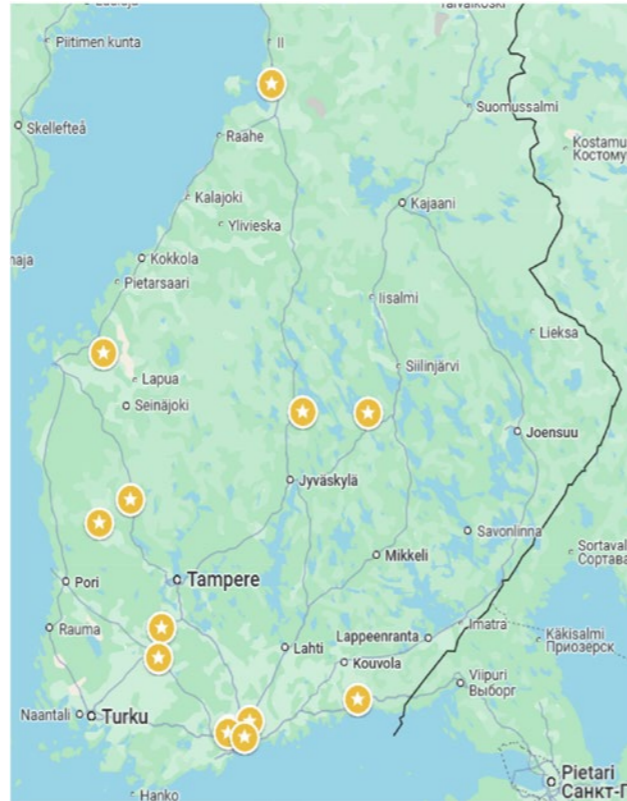 Piitimen kunta
Ii
Skellefteå
Suomussalmi
Raahe
Kostamu
Костому
Kalajoki
Kajaani
Ylivieska
Kokkola
Pietarsaari
Iisalmi
Lieksa
Siilinjärvi
Lapua
Seinäjoki
Joensuu
Jyväskylä
Savonlinna
Sortaval
Сортава
Mikkeli
Pori
Tampere
Rauma
Lahti
Lappeenranta
Imatra
Käkisalmi
Приозерск
Kouvola
Viipuri
Выборг
Naantali
Turku
Hanko
Pietari
Санкт-П